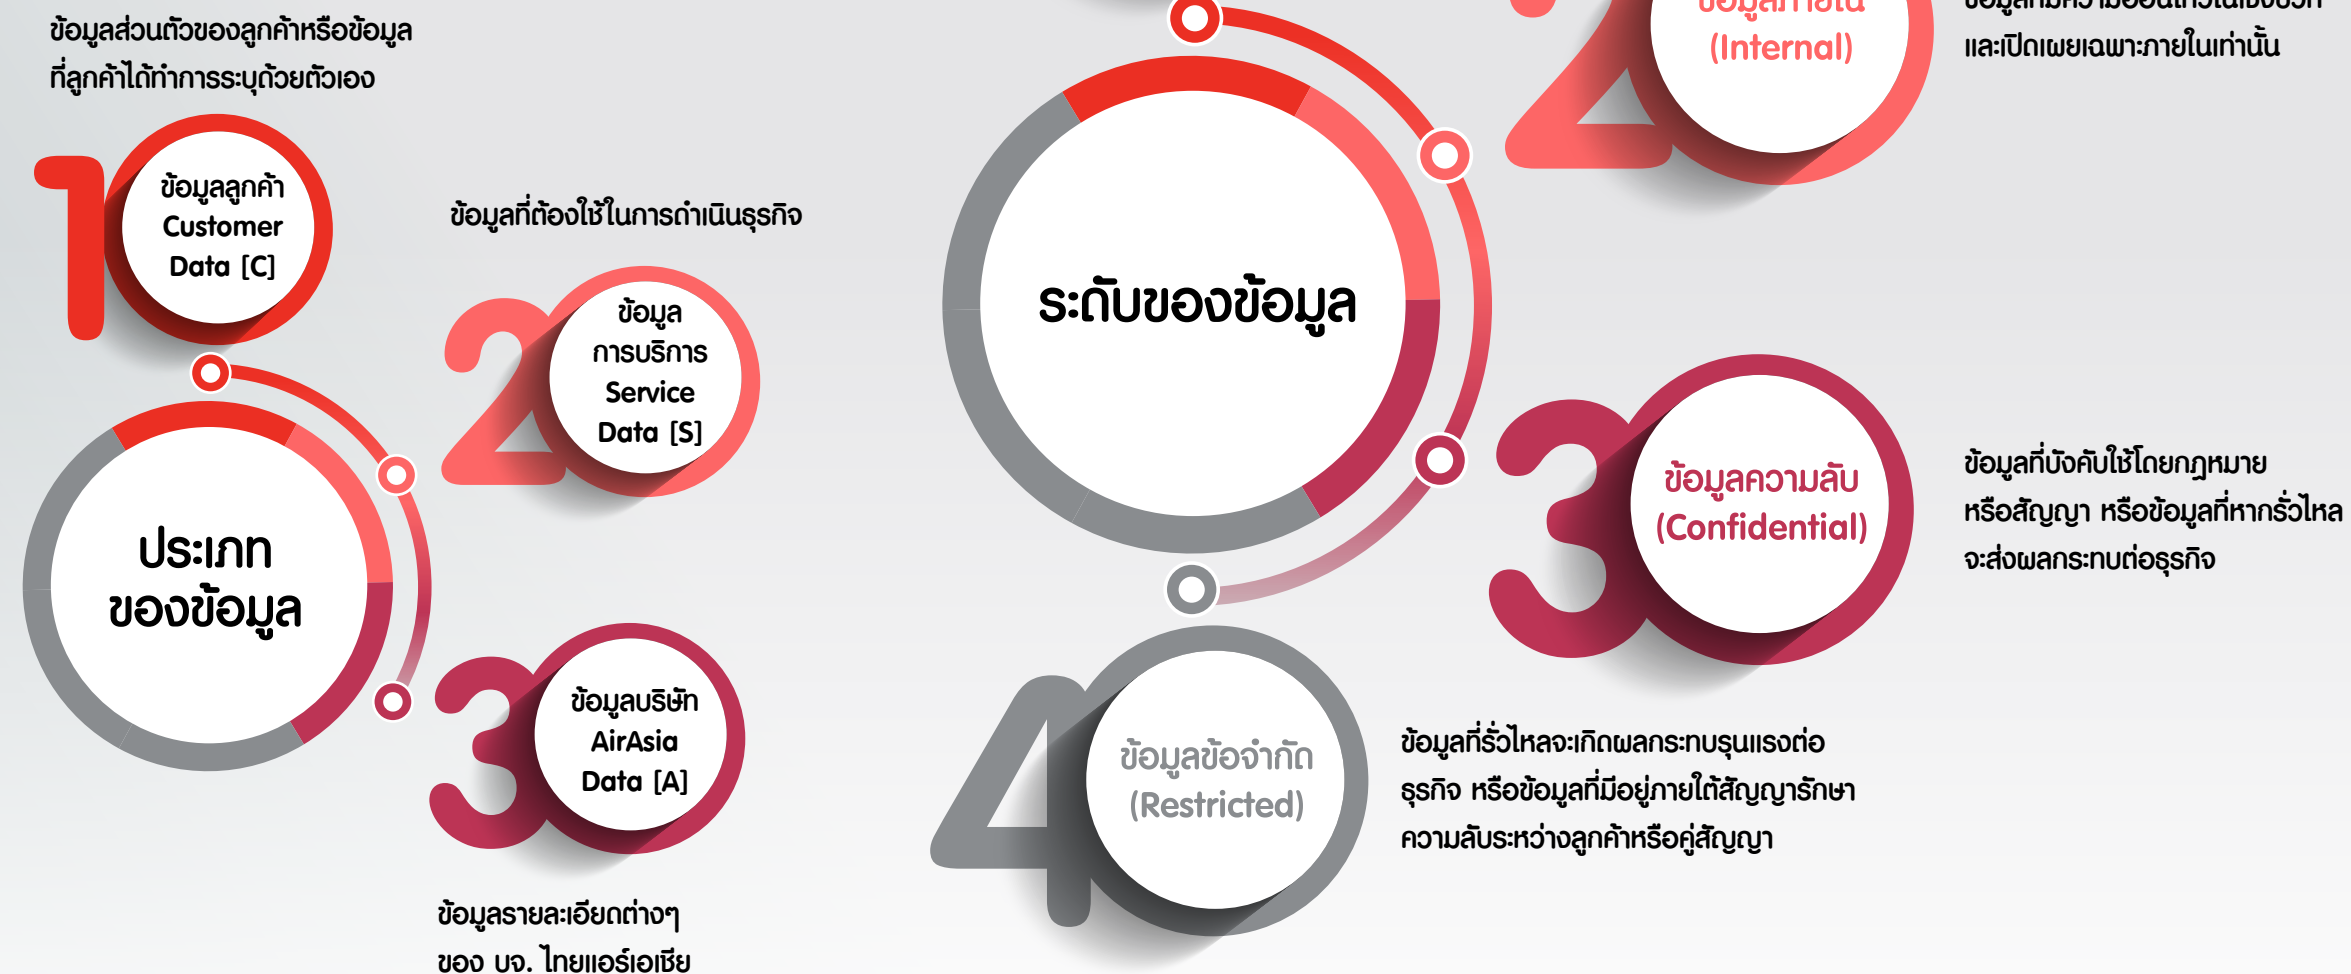 ข้อมูลส่วนตัวของลูกค้าหรือข้อมูล
ที่ลูกค้าได้ทำการระบุด้วยตัวเอง
1
ข้อมูลลูกค้า
Customer
Data [C]
ข้อมูลที่ต้องใช้ในการดำเนินธุรกิจ
2
ข้อมูล
การบริการ
Service
Data [S]
ประเภท
ของข้อมูล
3
ข้อมูลบริษัท
AirAsia
Data [A]
ข้อมูลรายละเอียดต่างๆ
ของ บจ. ไทยแอร์เอเชีย
ระดับของข้อมูล
2
ข้อมูลภายใน
(Internal)
และเปิดเผยเฉพาะภายในเท่านั้น
3
ข้อมูลความลับ
(Confidential)
ข้อมูลที่บังคับใช้โดยกฎหมาย
หรือสัญญา หรือข้อมูลที่หากรั่วไหล
จะส่งผลกระทบต่อธุรกิจ
4
ข้อมูลข้อจำกัด
(Restricted)
ข้อมูลที่รั่วไหลจะเกิดผลกระทบรุนแรงต่อ
ธุรกิจ หรือข้อมูลที่มีอยู่ภายใต้สัญญารักษา
ความลับระหว่างลูกค้าหรือคู่สัญญา